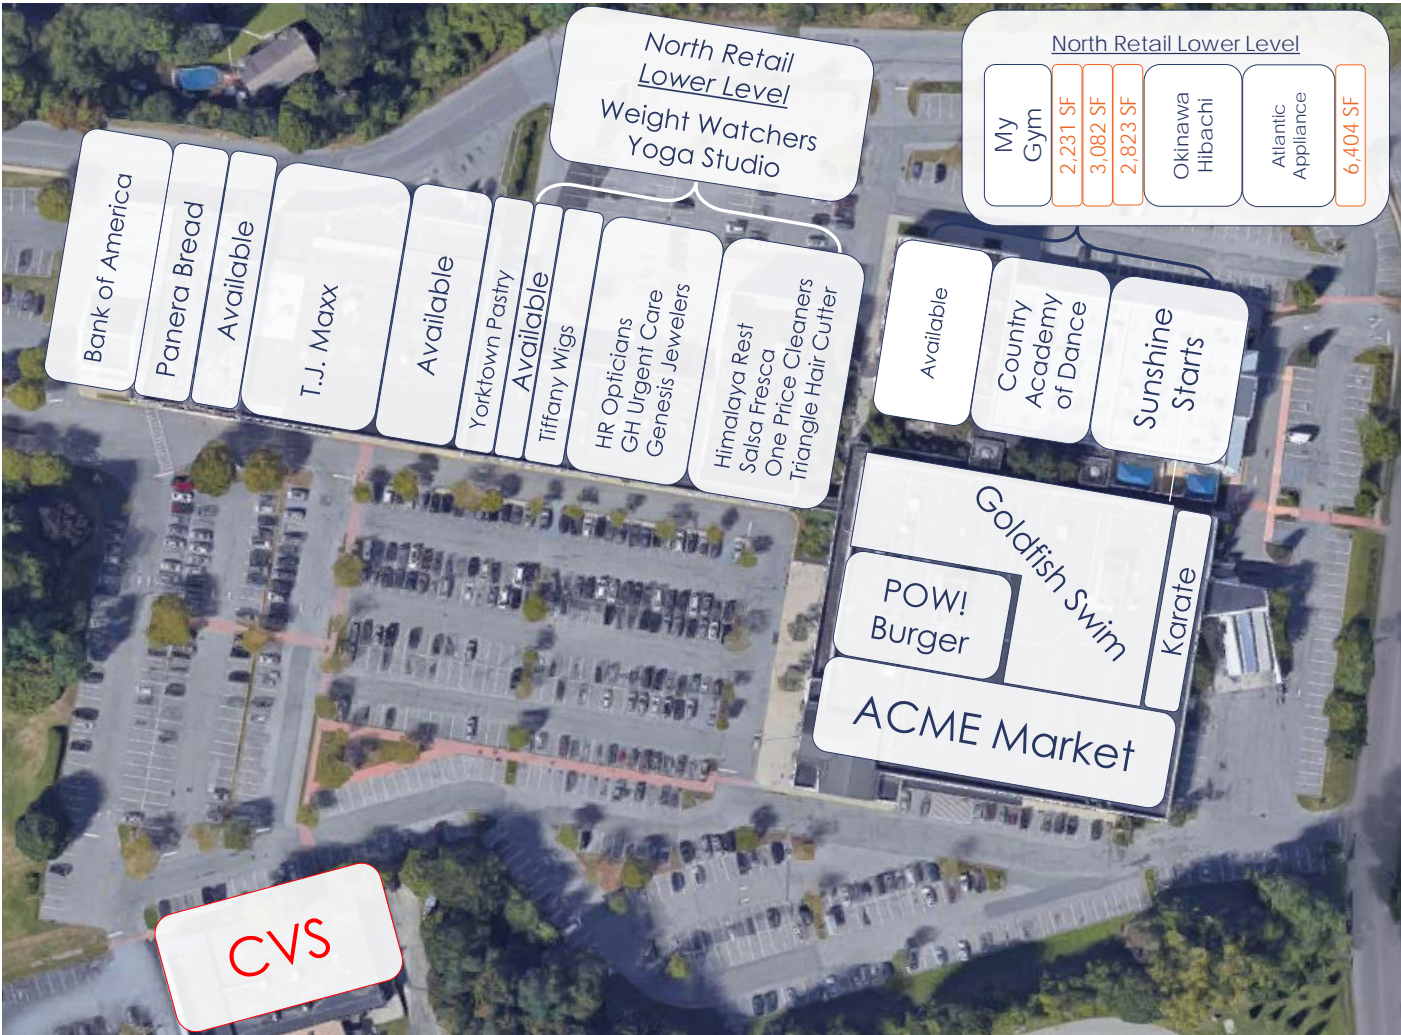 North Retail
Lower Level
Weight Watchers
Yoga Studio
North Retail Lower Level
My
Gym
2,231 SF
3,082 SF
2,823 SF
Okinawa
Hibachi
Atlantic
Appliance
6,404 SF
Bank of America
Panera Bread
Available
T.J. Maxx
Available
Yorktown Pastry
Available
Tiffany Wigs
HR Opticians
GH Urgent Care
Genesis Jewelers
Himalaya Rest
Salsa Fresca
One Price Cleaners
Triangle Hair Cutter
Available
Country
Academy
of Dance
Sunshine
Starts
Goldfish Swim
POW!
Burger
Karate
ACME Market
CVS